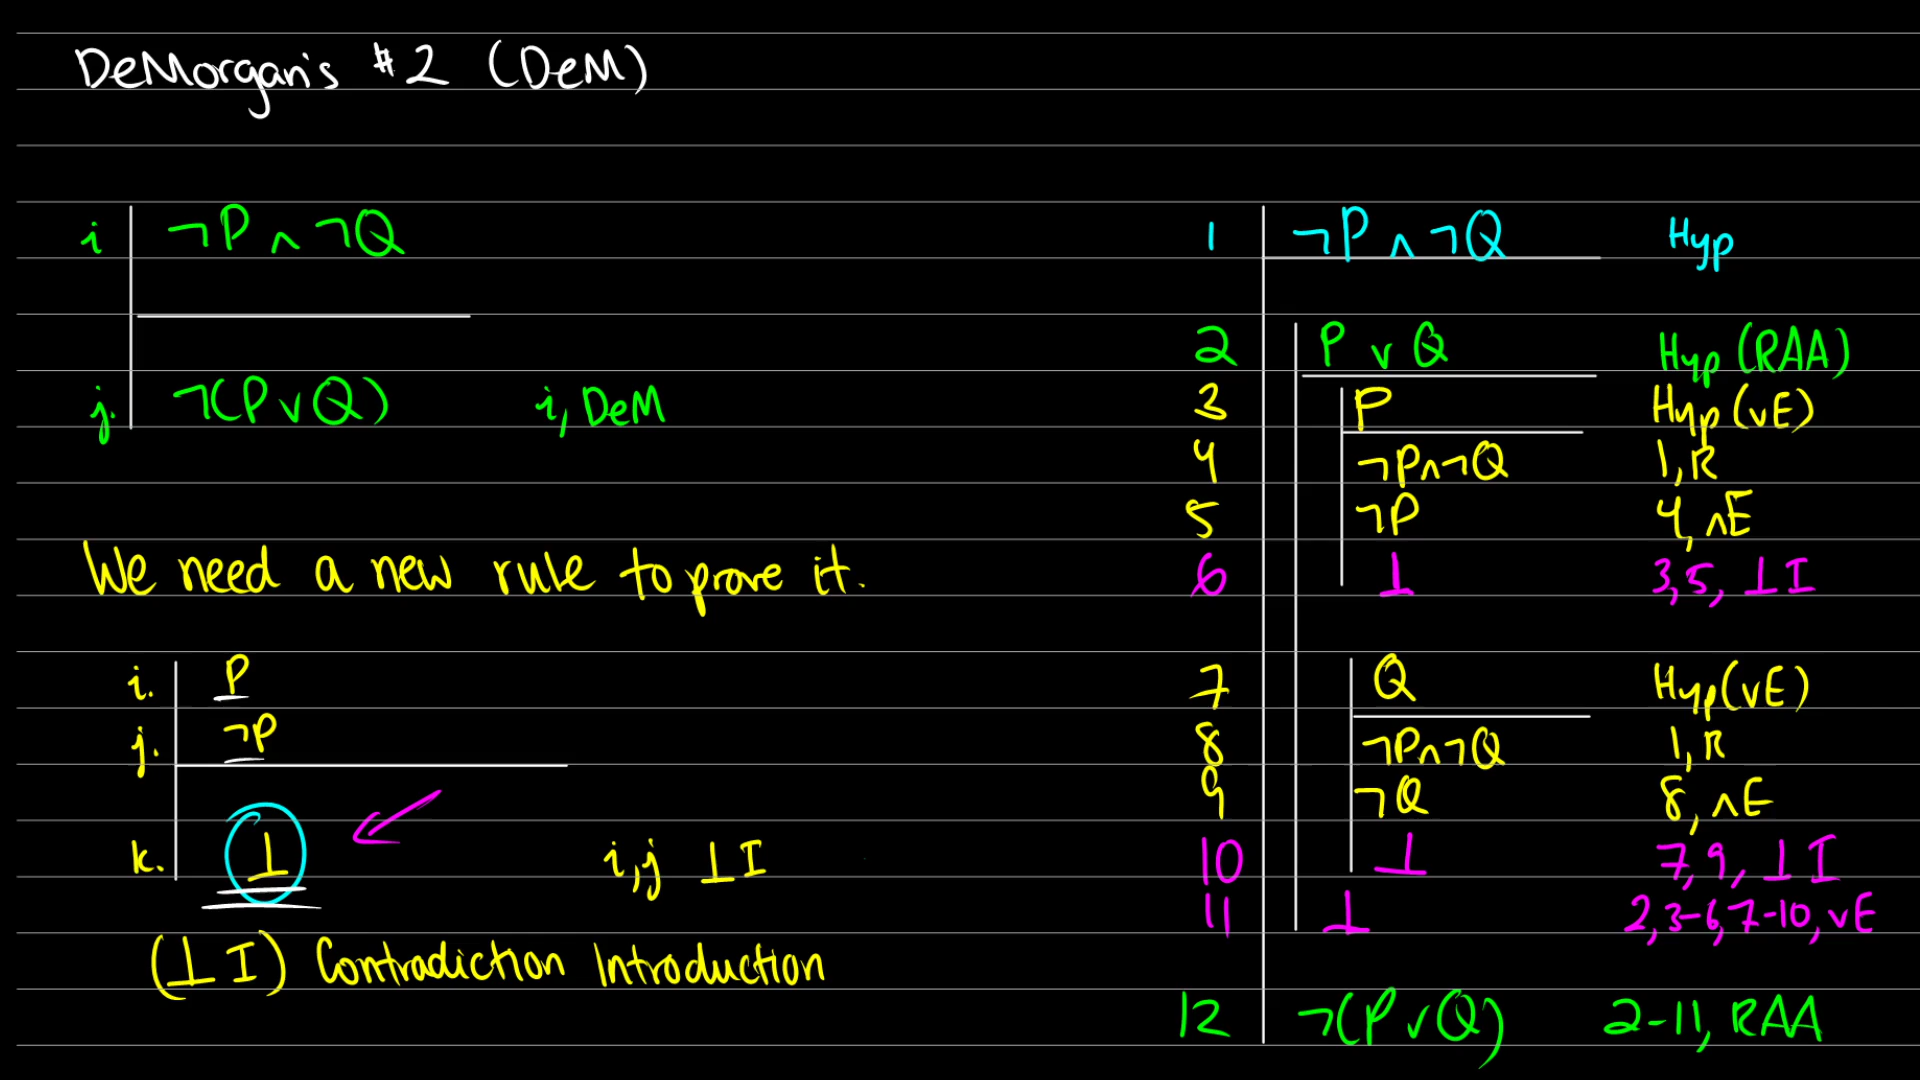 DeMorgan's #2 (DeM)
i ¬P ∧ ¬Q
j. ¬(P ∨ Q) i, DeM
We need a new rule to prove it.
i. P
j. ¬P
k. ⊥ i,j ⊥I
(⊥I) Contradiction Introduction
1 ¬P ∧ ¬Q Hyp
2 P ∨ Q Hyp (RAA)
3 P Hyp (∨E)
4 ¬P∧¬Q 1, R
5 ¬P 4, ∧E
6 ⊥ 3,5, ⊥I
7 Q Hyp (∨E)
8 ¬P∧¬Q 1, R
9 ¬Q 8, ∧E
10 ⊥ 7,9, ⊥I
11 ⊥ 2,3-6,7-10, ∨E
12 ¬(P ∨ Q) 2-11, RAA